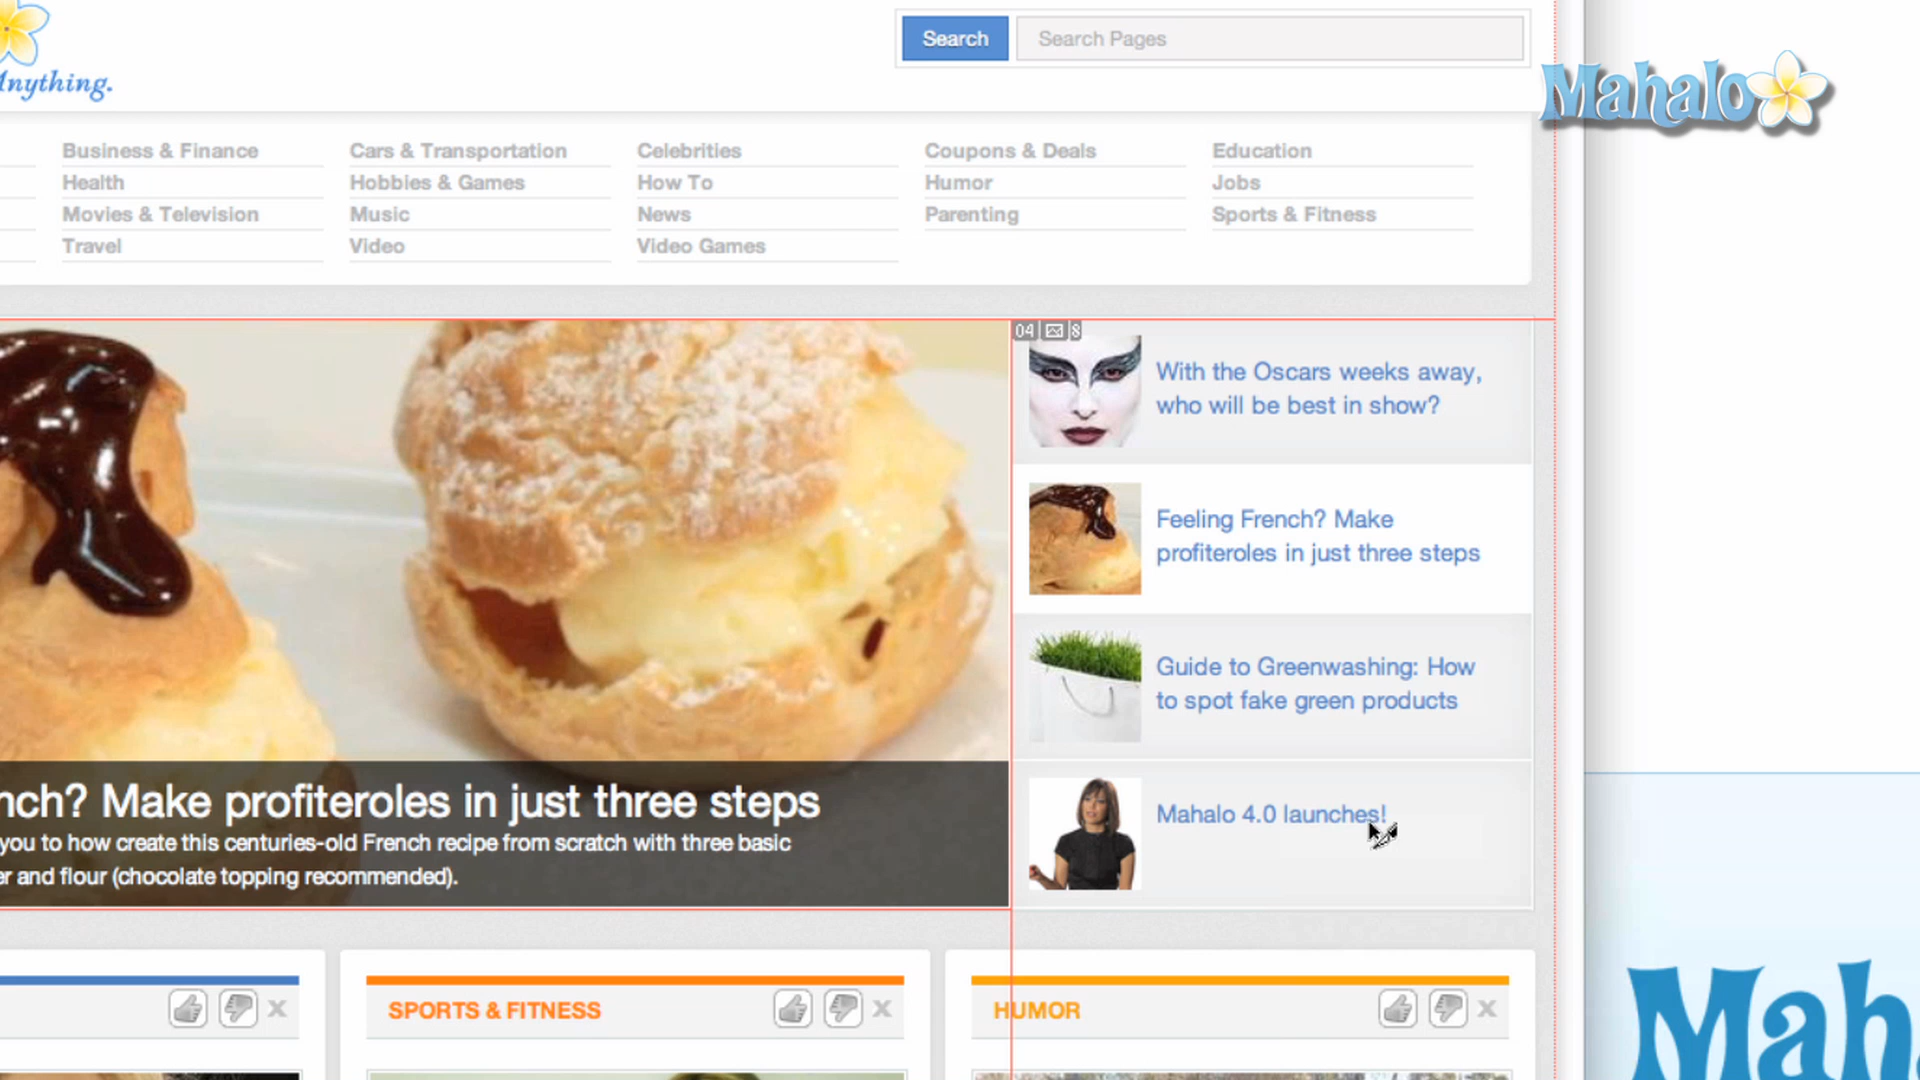 Anything.
Search
Search Pages
Mahalo
Business & Finance
Cars & Transportation
Celebrities
Coupons & Deals
Education
Health
Hobbies & Games
How To
Humor
Jobs
Movies & Television
Music
News
Parenting
Sports & Fitness
Travel
Video
Video Games
04
8
With the Oscars weeks away,
who will be best in show?
Feeling French? Make
profiteroles in just three steps
Guide to Greenwashing: How
to spot fake green products
Mahalo 4.0 launches!
nch? Make profiteroles in just three steps
you to how create this centuries-old French recipe from scratch with three basic
er and flour (chocolate topping recommended).
SPORTS & FITNESS
HUMOR
Mah